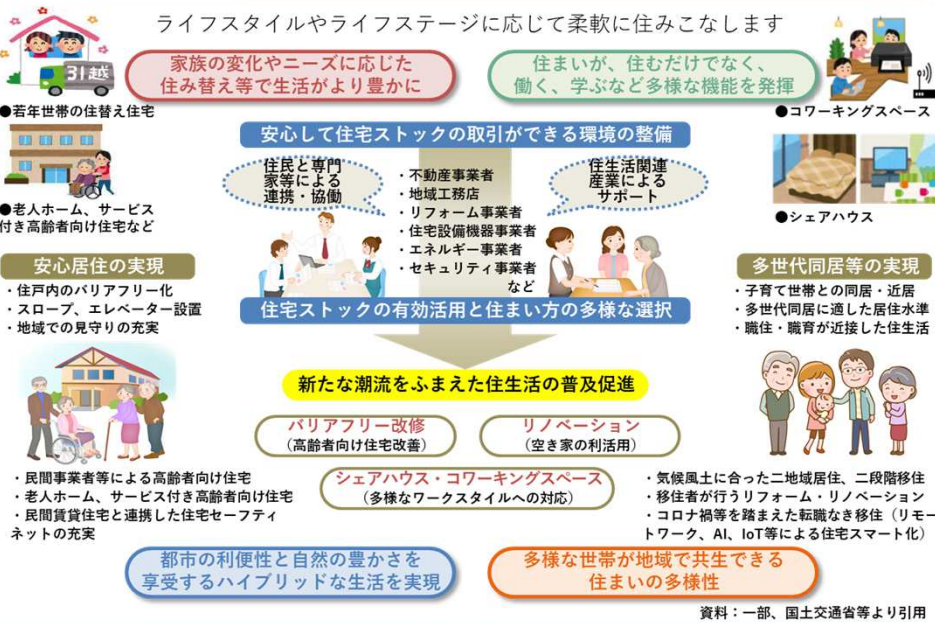 ライフスタイルやライフステージに応じて柔軟に住みこなします
家族の変化やニーズに応じた
住み替え等で生活がより豊かに
住まいが、住むだけでなく、
働く、学ぶなど多様な機能を発揮
引越
●若年世帯の住替え住宅
●コワーキングスペース
安心して住宅ストックの取引ができる環境の整備
住民と専門
家等による
連携・協働
・不動産事業者
・地域工務店
・リフォーム事業者
・住宅設備機器事業者
・エネルギー事業者
・セキュリティ事業者
など
住生活関連
産業による
サポート
●老人ホーム、サービス
付き高齢者向け住宅など
●シェアハウス
安心居住の実現
・住戸内のバリアフリー化
・スロープ、エレベーター設置
・地域での見守りの充実
住宅ストックの有効活用と住まい方の多様な選択
多世代同居等の実現
・子育て世帯との同居・近居
・多世代同居に適した居住水準
・職住・職育が近接した住生活
新たな潮流をふまえた住生活の普及促進
バリアフリー改修
(高齢者向け住宅改善)
リノベーション
(空き家の利活用)
シェアハウス・コワーキングスペース
(多様なワークスタイルへの対応)
・民間事業者等による高齢者向け住宅
・老人ホーム、サービス付き高齢者向け住宅
・民間賃貸住宅と連携した住宅セーフティ
ネットの充実
・気候風土に合った二地域居住、二段階移住
・移住者が行うリフォーム・リノベーション
・コロナ禍等を踏まえた転職なき移住（リモー
トワーク、AI、IoT等による住宅スマート化）
都市の利便性と自然の豊かさを
享受するハイブリッドな生活を実現
多様な世帯が地域で共生できる
住まいの多様性
資料：一部、国土交通省等より引用